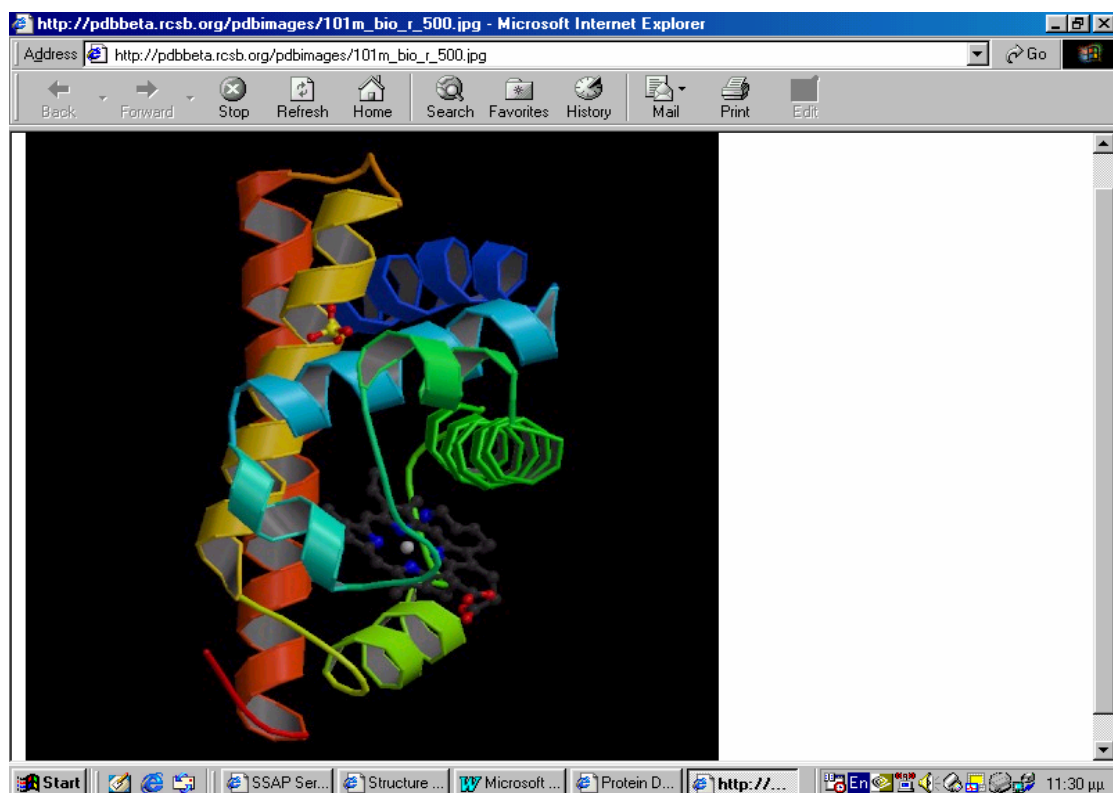 http://pdbbeta.rcsb.org/pdbimages/101m_bio_r_500.jpg - Microsoft Internet Explorer
Address http://pdbbeta.rcsb.org/pdbimages/101m_bio_r_500.jpg Go
Back Forward Stop Refresh Home Search Favorites History Mail Print Edit
Start SSAP Ser... Structure ... Microsoft ... Protein D... http://... En 11:30 μμ